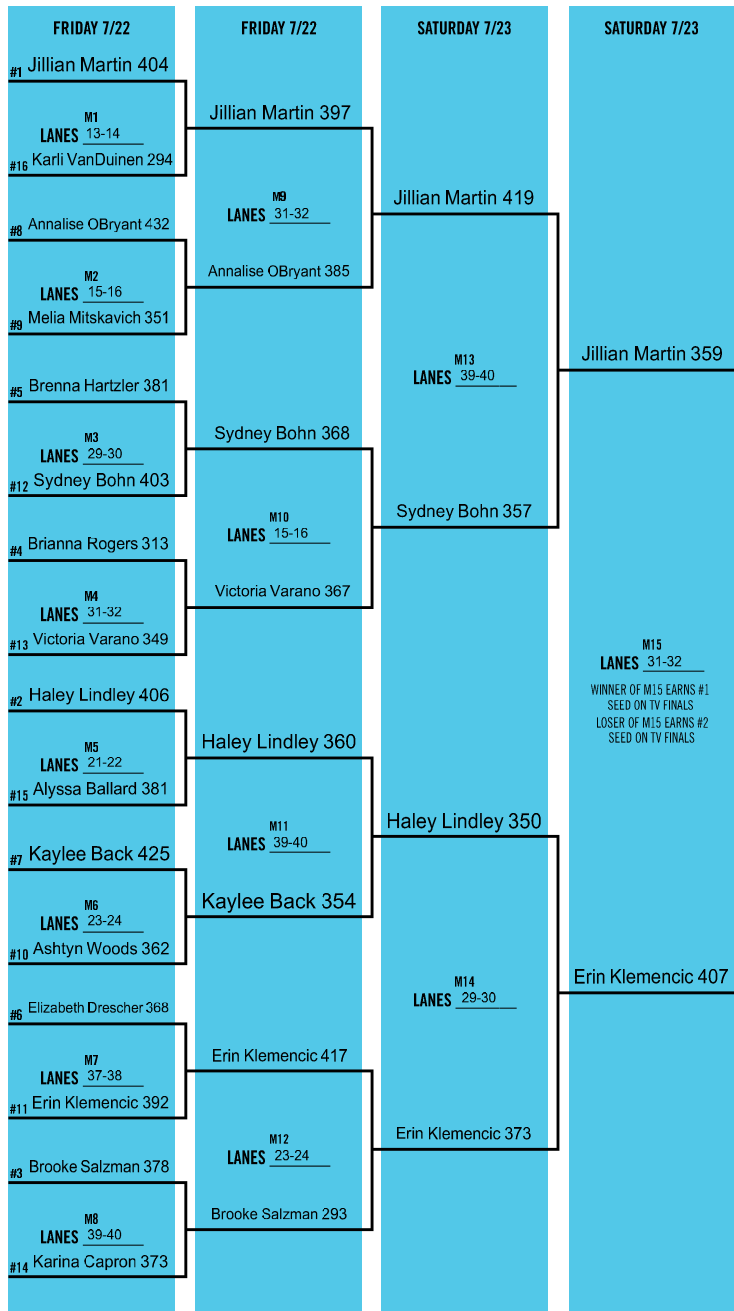 FRIDAY 7/22
FRIDAY 7/22
SATURDAY 7/23
SATURDAY 7/23
#1 Jillian Martin 404
M1
LANES 13-14
#16 Karli VanDuinen 294
#8 Annalise OBryant 432
M2
LANES 15-16
#9 Melia Mitskavich 351
#5 Brenna Hartzler 381
M3
LANES 29-30
#12 Sydney Bohn 403
#4 Brianna Rogers 313
M4
LANES 31-32
#13 Victoria Varano 349
#2 Haley Lindley 406
M5
LANES 21-22
#15 Alyssa Ballard 381
#7 Kaylee Back 425
M6
LANES 23-24
#10 Ashtyn Woods 362
#6 Elizabeth Drescher 368
M7
LANES 37-38
#11 Erin Klemencic 392
#3 Brooke Salzman 378
M8
LANES 39-40
#14 Karina Capron 373
Jillian Martin 397
M9
LANES 31-32
Annalise OBryant 385
Sydney Bohn 368
M10
LANES 15-16
Victoria Varano 367
Haley Lindley 360
M11
LANES 39-40
Kaylee Back 354
Erin Klemencic 417
M12
LANES 23-24
Brooke Salzman 293
Jillian Martin 419
M13
LANES 39-40
Sydney Bohn 357
Haley Lindley 350
M14
LANES 29-30
Erin Klemencic 373
Jillian Martin 359
M15
LANES 31-32
WINNER OF M15 EARNS #1
SEED ON TV FINALS
LOSER OF M15 EARNS #2
SEED ON TV FINALS
Erin Klemencic 407